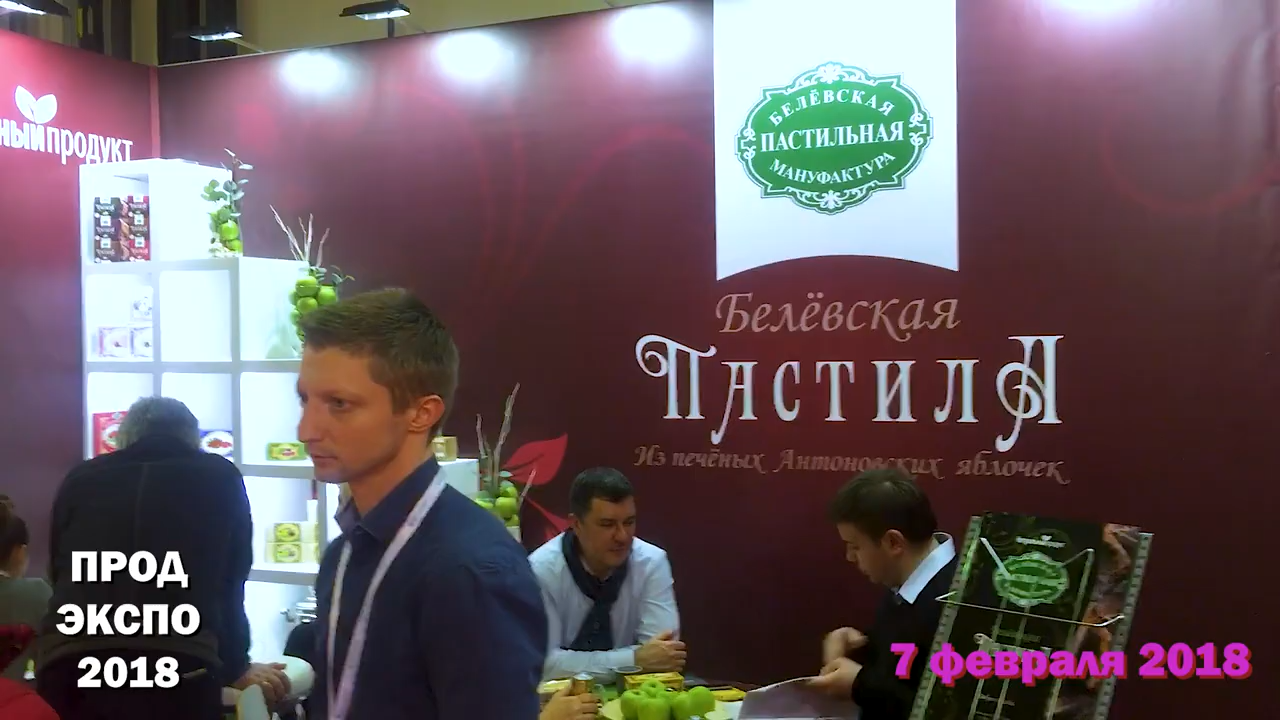 ный продукт
БЕЛЁВСКАЯ
ПАСТИЛЬНАЯ
МАНУФАКТУРА
Белёвская
ПАСТИЛА
Из печёных Антоновских яблочек
ПРОД
ЭКСПО
2018
7 февраля 2018